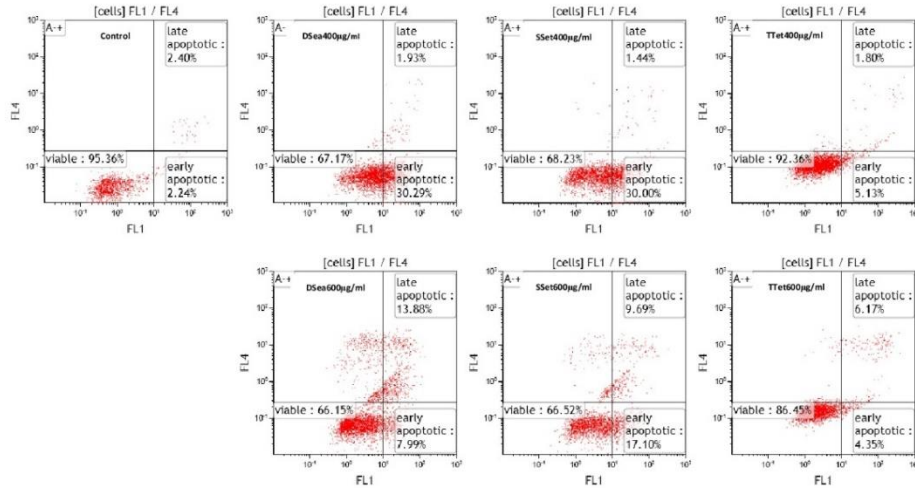 [cells] FL1 / FL4
A-+
Control
late
apoptotic :
2.40%
viable : 95.36%
early
apoptotic :
2.24%
FL4
FL1
[cells] FL1 / FL4
A-+
DSea400µg/ml
late
apoptotic :
1.93%
viable : 67.17%
early
apoptotic :
30.29%
FL4
FL1
[cells] FL1 / FL4
A-+
SSet400µg/ml
late
apoptotic :
1.44%
viable : 68.23%
early
apoptotic :
30.00%
FL4
FL1
[cells] FL1 / FL4
A-+
TTet400µg/ml
late
apoptotic :
1.80%
viable : 92.36%
early
apoptotic :
5.13%
FL4
FL1
[cells] FL1 / FL4
A-+
DSea600µg/ml
late
apoptotic :
13.88%
viable : 66.15%
early
apoptotic :
7.99%
FL4
FL1
[cells] FL1 / FL4
A-+
SSet600µg/ml
late
apoptotic :
9.69%
viable : 66.52%
early
apoptotic :
17.10%
FL4
FL1
[cells] FL1 / FL4
A-+
TTet600µg/ml
late
apoptotic :
6.17%
viable : 86.45%
early
apoptotic :
4.35%
FL4
FL1